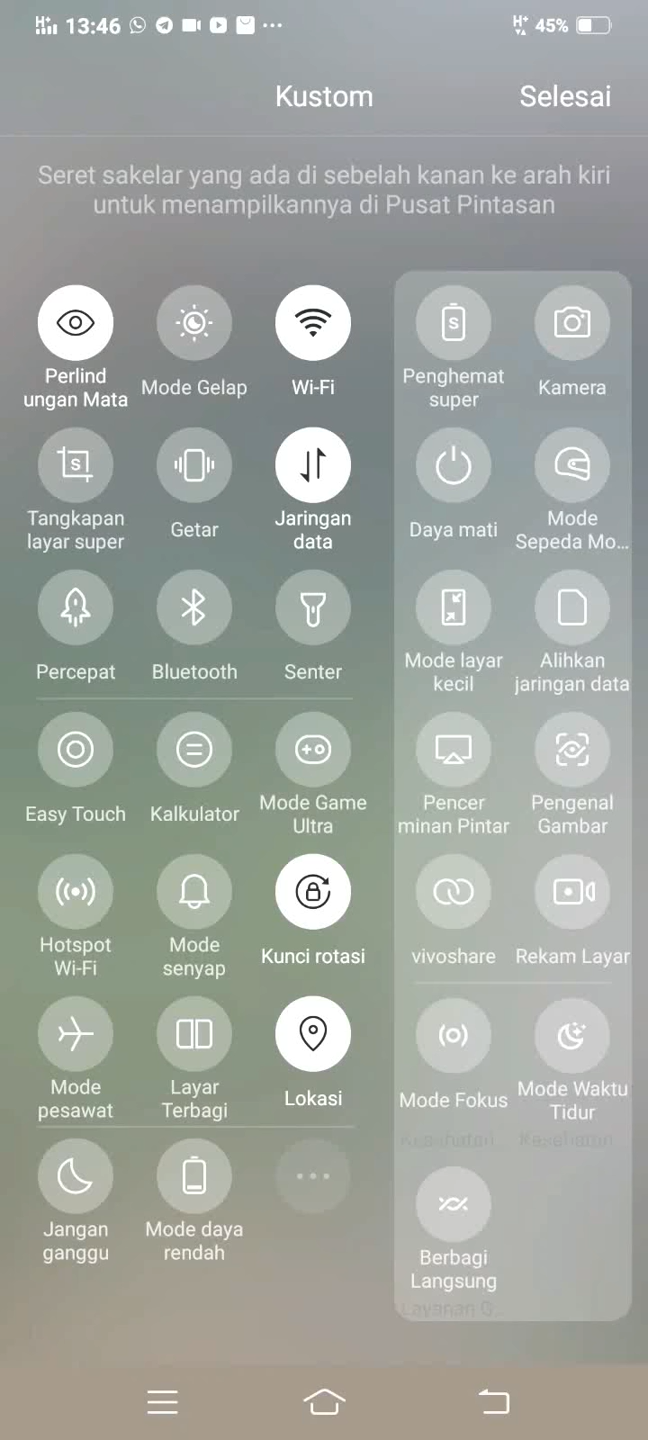 13:46
45%
Kustom
Selesai
Seret sakelar yang ada di sebelah kanan ke arah kiri
untuk menampilkannya di Pusat Pintasan
Perlind
ungan Mata
Mode Gelap
Wi-Fi
Penghemat
super
Kamera
Tangkapan
layar super
Getar
Jaringan
data
Daya mati
Mode
Sepeda Mo...
Percepat
Bluetooth
Senter
Mode layar
kecil
Alihkan
jaringan data
Easy Touch
Kalkulator
Mode Game
Ultra
Pencer
minan Pintar
Pengenal
Gambar
Hotspot
Wi-Fi
Mode
senyap
Kunci rotasi
vivoshare
Rekam Layar
Mode
pesawat
Layar
Terbagi
Lokasi
Mode Fokus
Mode Waktu
Tidur
Jangan
ganggu
Mode daya
rendah
Berbagi
Langsung
Layanan G...